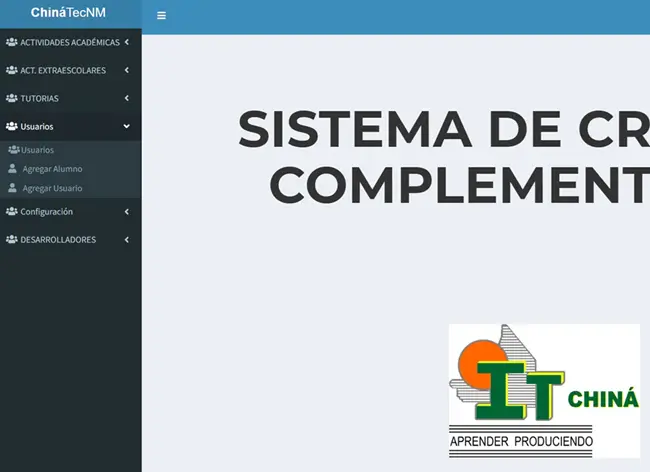 ChináTecNM
ACTIVIDADES ACADÉMICAS
ACT. EXTRAESCOLARES
TUTORIAS
Usuarios
Usuarios
Agregar Alumno
Agregar Usuario
Configuración
DESARROLLADORES
SISTEMA DE CR
COMPLEMENT
IT CHINÁ
APRENDER PRODUCIENDO